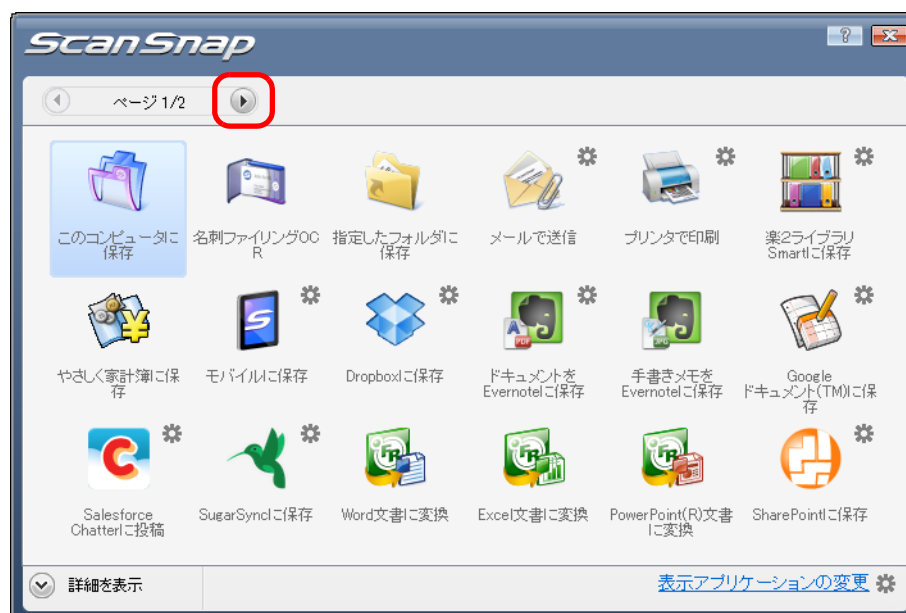 ScanSnap
?
ページ 1/2
このコンピュータに
保存
名刺ファイリングOC
R
指定したフォルダに
保存
メールで送信
プリンタで印刷
楽2ライブラリ
Smartに保存
やさしく家計簿に保
存
モバイルに保存
Dropboxに保存
ドキュメントを
Evernoteに保存
手書きメモを
Evernoteに保存
Google
ドキュメント(TM)に保
存
Salesforce
Chatterに投稿
SugarSyncに保存
Word文書に変換
Excel文書に変換
PowerPoint(R)文書
に変換
SharePointに保存
詳細を表示
表示アプリケーションの変更